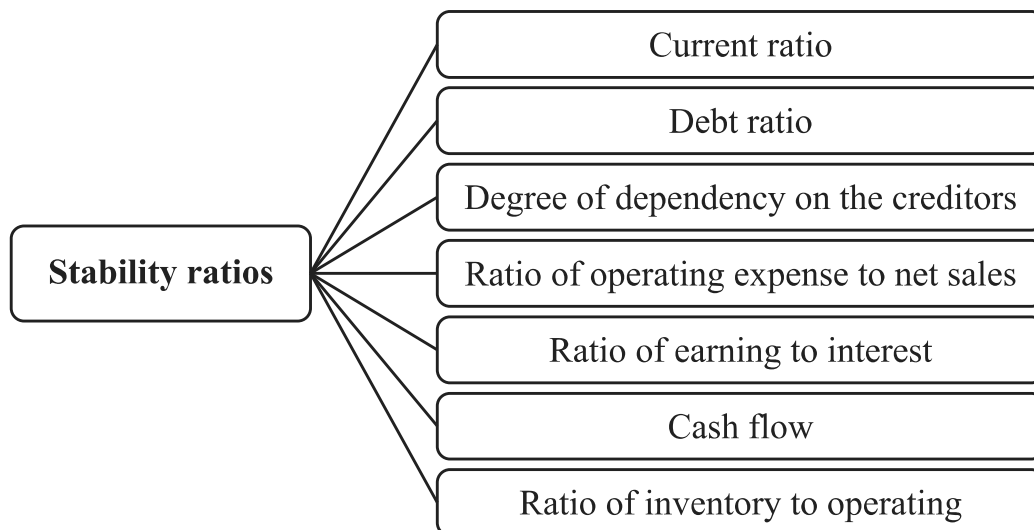 Current ratio
Debt ratio
Degree of dependency on the creditors
Stability ratios
Ratio of operating expense to net sales
Ratio of earning to interest
Cash flow
Ratio of inventory to operating